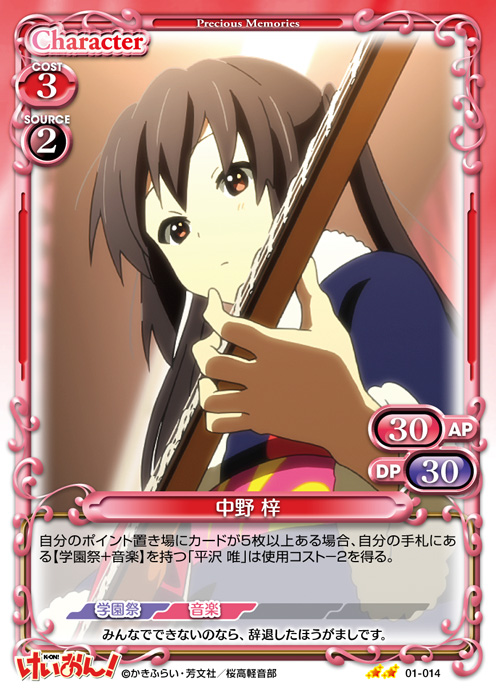 Precious Memories
Character
COST
3
SOURCE
2
30 AP
DP 30
中野 梓
自分のポイント置き場にカードが5枚以上ある場合、自分の手札にあ
る【学園祭+音楽】を持つ「平沢 唯」は使用コスト－2を得る。
学園祭 音楽
みんなでできないのなら、辞退したほうがましです。
K-ON!
けいおん!
©かきふらい・芳文社／桜高軽音部
01-014